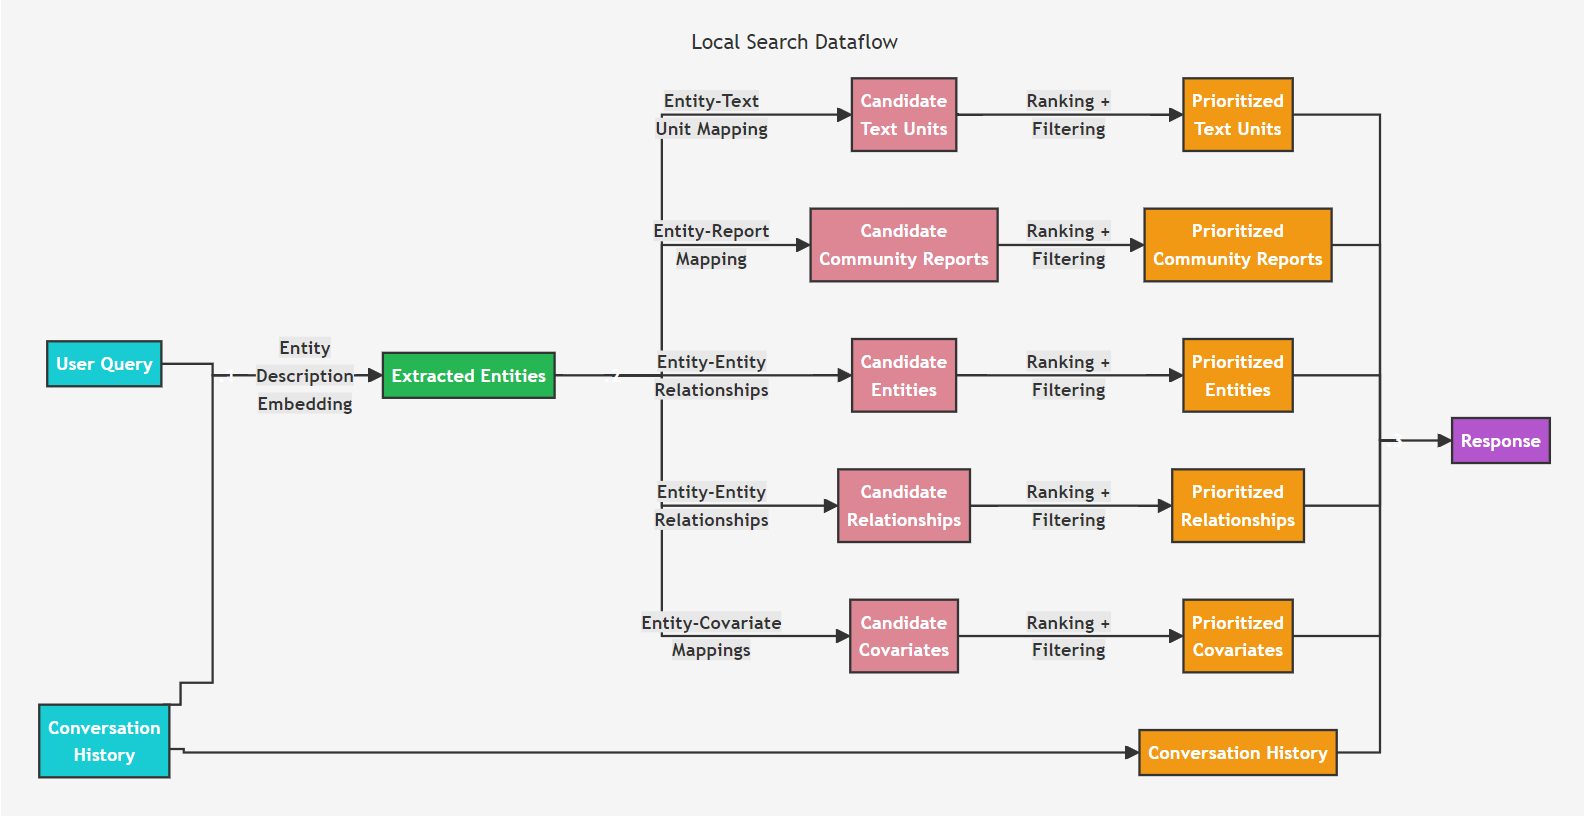 Local Search Dataflow
Entity-Text
Unit Mapping
Candidate
Text Units
Ranking +
Filtering
Prioritized
Text Units
Entity-Report
Mapping
Candidate
Community Reports
Ranking +
Filtering
Prioritized
Community Reports
User Query
Entity
Description
Embedding
Extracted Entities
Entity-Entity
Relationships
Candidate
Entities
Ranking +
Filtering
Prioritized
Entities
Response
Entity-Entity
Relationships
Candidate
Relationships
Ranking +
Filtering
Prioritized
Relationships
Entity-Covariate
Mappings
Candidate
Covariates
Ranking +
Filtering
Prioritized
Covariates
Conversation
History
Conversation History